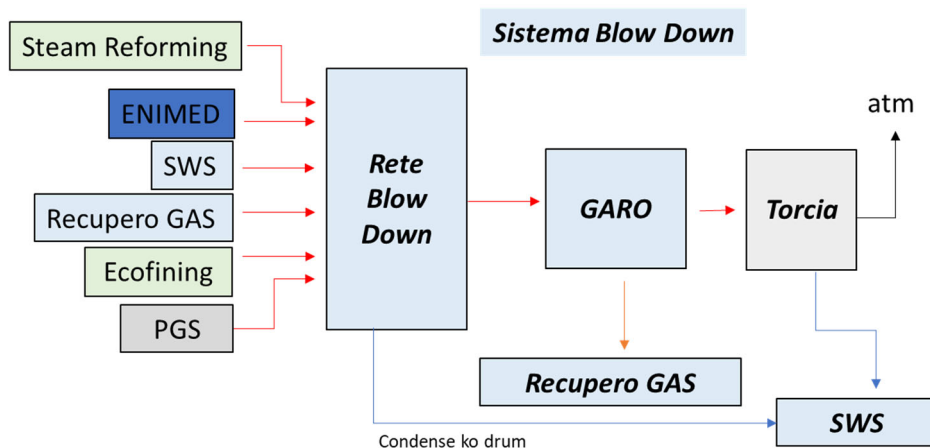 Sistema Blow Down
Steam Reforming
ENIMED
SWS
Recupero GAS
Ecofining
PGS
Rete
Blow
Down
GARO
Torcia
atm
Recupero GAS
SWS
Condense ko drum